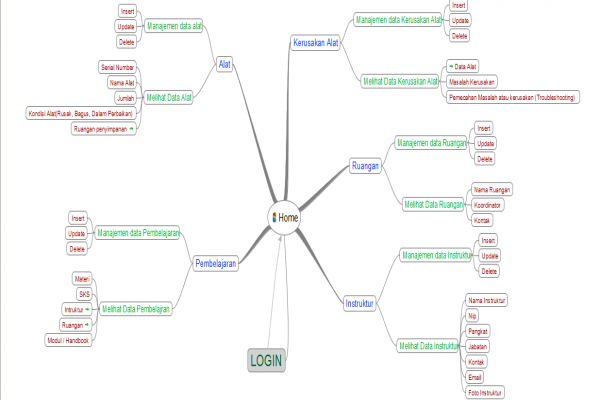 Insert
Update
Delete
Manajemen data alat
Alat
Serial Number
Nama Alat
Jumlah
Kondisi Alat(Rusak, Bagus, Dalam Perbaikan)
Ruangan penyimpanan
Melihat Data Alat
Kerusakan Alat
Manajemen data Kerusakan Alat
Insert
Update
Delete
Melihat Data Kerusakan Alat
Data Alat
Masalah Kerusakan
Pemecahan Masalah atau kerusakan (Troubleshooting)
Ruangan
Manajemen data Ruangan
Insert
Update
Delete
Melihat Data Ruangan
Nama Ruangan
Koordinator
Kontak
Home
Insert
Update
Delete
Manajemen data Pembelajaran
Pembelajaran
Materi
SKS
Intruktur
Ruangan
Modul / Handbook
Melihat Data Pembelajran
Instruktur
Manajemen data Instruktur
Insert
Update
Delete
Melihat Data Instruktur
Nama Instruktur
Nip
Pangkat
Jabatan
Kontak
Email
Foto Instruktur
LOGIN